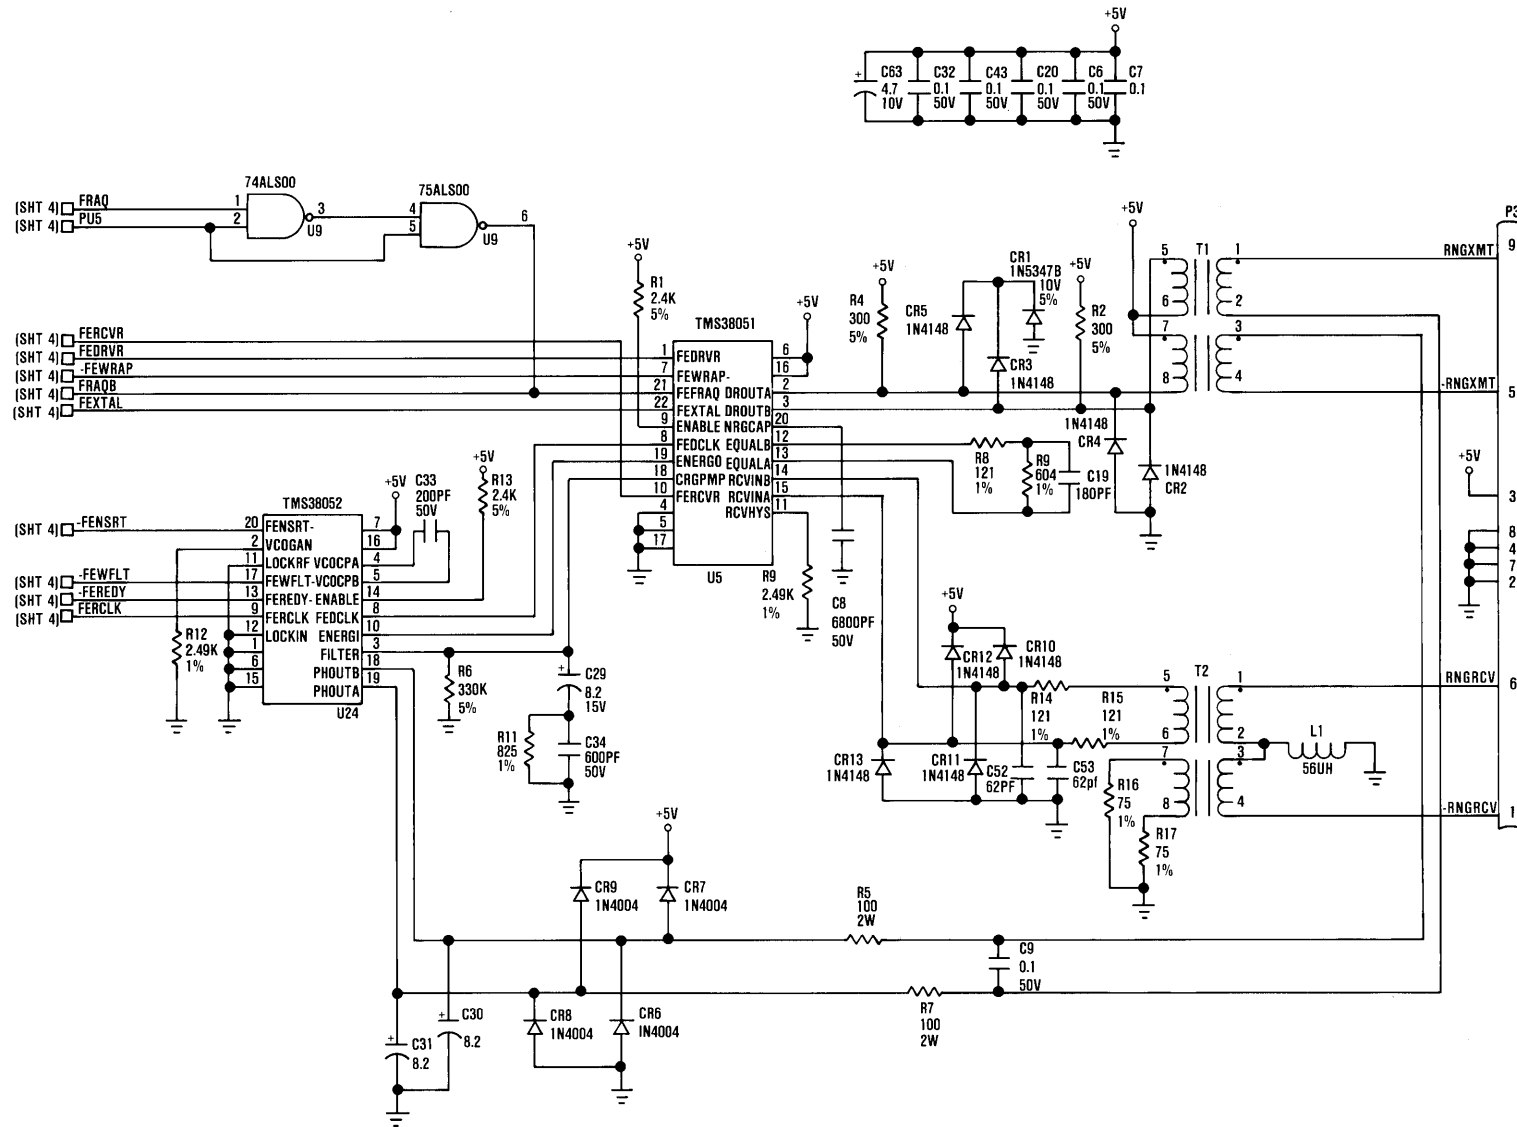 +5V
+
C63
4.7
10V
C32
0.1
50V
C43
0.1
50V
C20
0.1
50V
C6
0.1
50V
C7
0.1
74ALS00
75ALS00
(SHT 4) FRAQ
(SHT 4) PU5
1
2
3
U9
4
5
6
U9
+5V
R1
2.4K
5%
+5V
R4
300
5%
CR5
1N4148
CR1
1N5347B
10V
5%
+5V
R2
300
5%
CR3
1N4148
+5V
5 T1 1
6 2
7 3
8 4
P3
RNGXMT 9
-RNGXMT 5
(SHT 4) FERCVR
(SHT 4) FEDRVR
(SHT 4) -FEWRAP
(SHT 4) FRAQB
(SHT 4) FEXTAL
TMS38051
+5V
1 FEDRVR 6
7 FEWRAP- 16
21 FEFRAQ DROUTA 2
22 FEXTAL DROUTB 3
9 ENABLE NRGCAP 20
8 FEDCLK EQUALB 12
19 ENERGO EQUALA 13
18 CRGPMP RCVINB 14
10 FERCVR RCVINA 15
4 RCVHYS 11
5
17
U5
1N4148
CR4
1N4148
CR2
R8
121
1%
R9
604
1%
C19
180PF
R9
2.49K
1%
C8
6800PF
50V
+5V
3
8
4
7
2
TMS38052
+5V
C33
200PF
50V
+5V
R13
2.4K
5%
(SHT 4) -FENSRT
(SHT 4) -FEWFLT
(SHT 4) -FEREDY
(SHT 4) FERCLK
20 FENSRT- 7
2 VCOGAN 16
11 LOCKRF VCOCPA 4
17 FEWFLT-VCOCPB 5
13 FEREDY-ENABLE 14
9 FERCLK FEDCLK 8
12 LOCKIN ENERGI 10
1 FILTER 3
6 PHOUTB 18
15 PHOUTA 19
U24
R12
2.49K
1%
R6
330K
5%
+
C29
8.2
15V
R11
825
1%
C34
600PF
50V
+5V
CR12
1N4148
CR10
1N4148
R14
121
1%
R15
121
1%
CR13
1N4148
CR11
1N4148
C52
62PF
C53
62pf
5 T2 1
6 2
7 3
8 4
R16
75
1%
R17
75
1%
L1
56UH
RNGRCV 6
-RNGRCV 1
+5V
CR9
1N4004
CR7
1N4004
R5
100
2W
C9
0.1
50V
R7
100
2W
+
C31
8.2
+
C30
8.2
CR8
1N4004
CR6
IN4004